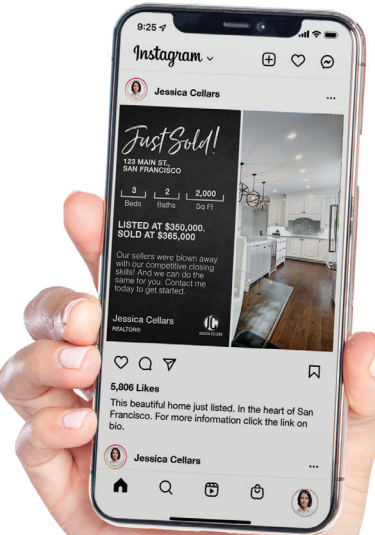 9:25
Instagram
Jessica Cellars
Just Sold!
123 MAIN ST.,
SAN FRANCISCO
3 2 2,000
Beds Baths Sq Ft
LISTED AT $350,000.
SOLD AT $365,000
Our sellers were blown away
with our competitive closing
skills! And we can do the
same for you. Contact me
today to get started.
Jessica Cellars
REALTOR®
JC
JESSICA CELLARS
5,806 Likes
This beautiful home just listed. In the heart of San
Francisco. For more information click the link on
bio.
Jessica Cellars